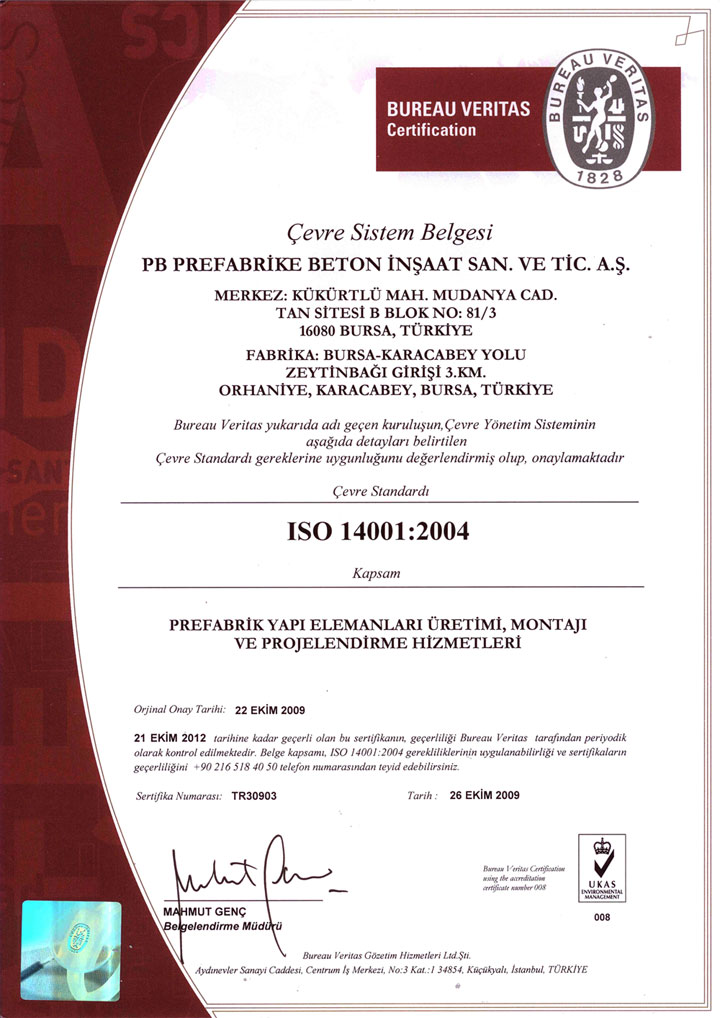 BUREAU VERITAS
Certification
BUREAU VERITAS
1828
Çevre Sistem Belgesi
PB PREFABRİKE BETON İNŞAAT SAN. VE TİC. A.Ş.
MERKEZ: KÜKÜRTLÜ MAH. MUDANYA CAD.
TAN SİTESİ B BLOK NO: 81/3
16080 BURSA, TÜRKİYE
FABRİKA: BURSA-KARACABEY YOLU
ZEYTİNBAĞI GİRİŞİ 3.KM.
ORHANİYE, KARACABEY, BURSA, TÜRKİYE
Bureau Veritas yukarıda adı geçen kuruluşun,Çevre Yönetim Sisteminin
aşağıda detayları belirtilen
Çevre Standardı gereklerine uygunluğunu değerlendirmiş olup, onaylamaktadır
Çevre Standardı
ISO 14001:2004
Kapsam
PREFABRİK YAPI ELEMANLARI ÜRETİMİ, MONTAJI
VE PROJELENDİRME HİZMETLERİ
Orjinal Onay Tarihi: 22 EKİM 2009
21 EKİM 2012 tarihine kadar geçerli olan bu sertifikanın, geçerliliği Bureau Veritas tarafından periyodik
olarak kontrol edilmektedir. Belge kapsamı, ISO 14001:2004 gerekliliklerinin uygulanabilirliği ve sertifikaların
geçerliliğini +90 216 518 40 50 telefon numarasından teyid edebilirsiniz.
Sertifika Numarası: TR30903 Tarih : 26 EKİM 2009
MAHMUT GENÇ
Belgelendirme Müdürü
Bureau Veritas Certification
using the accreditation
certificate number 008
UKAS
ENVIRONMENTAL
MANAGEMENT
008
Bureau Veritas Gözetim Hizmetleri Ltd.Şti.
Aydınevler Sanayi Caddesi, Centrum İş Merkezi, No:3 Kat.:1 34854, Küçükyalı, İstanbul, TÜRKİYE